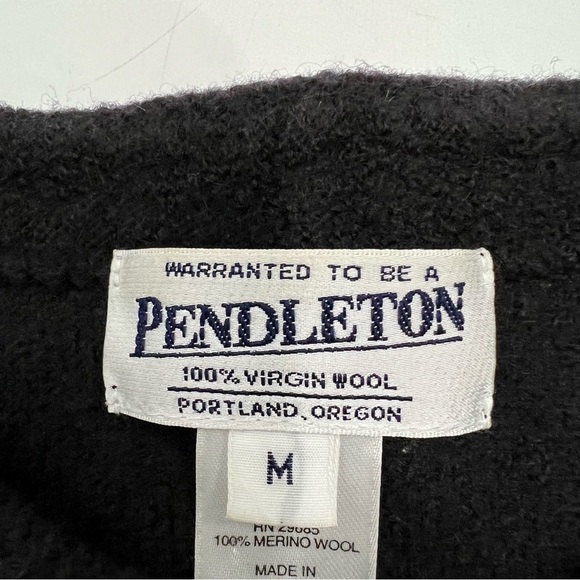 WARRANTED TO BE A
PENDLETON
100% VIRGIN WOOL
PORTLAND, OREGON
M
RN 29685
100% MERINO WOOL
MADE IN